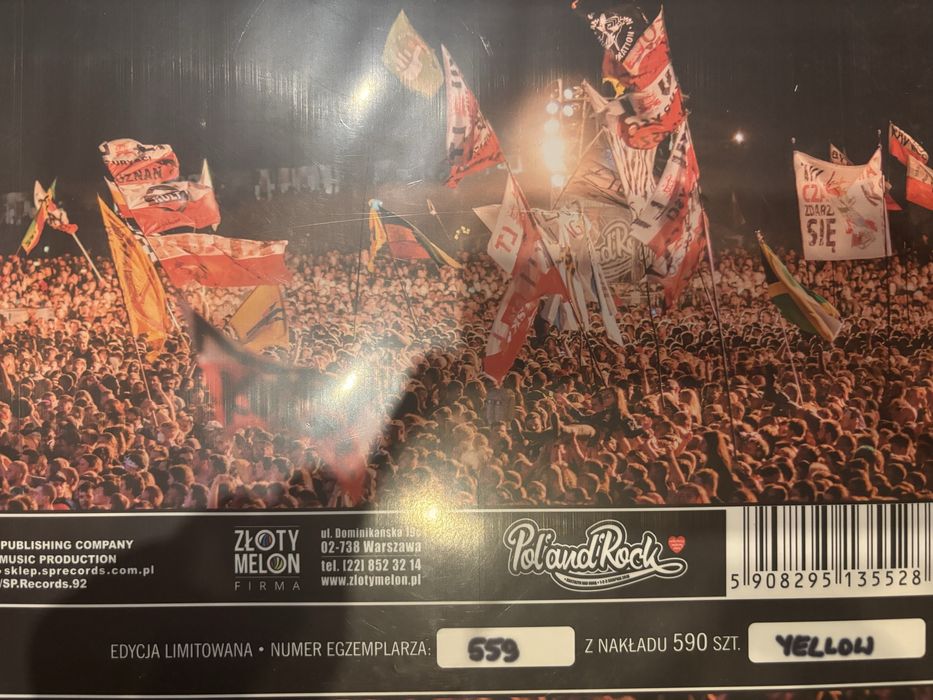 POZNAŃ
CZA
ZDARZ
SIĘ
PUBLISHING COMPANY
MUSIC PRODUCTION
• sklep.sprecords.com.pl
/SP.Records.92
ZŁOTY
MELON
FIRMA
ul. Dominikańska
02-738 Warszawa
tel. (22) 852 32 14
www.zlotymelon.pl
Pol'and'Rock
5 908295 135528
EDYCJA LIMITOWANA • NUMER EGZEMPLARZA: 559 Z NAKŁADU 590 SZT. YELLOW